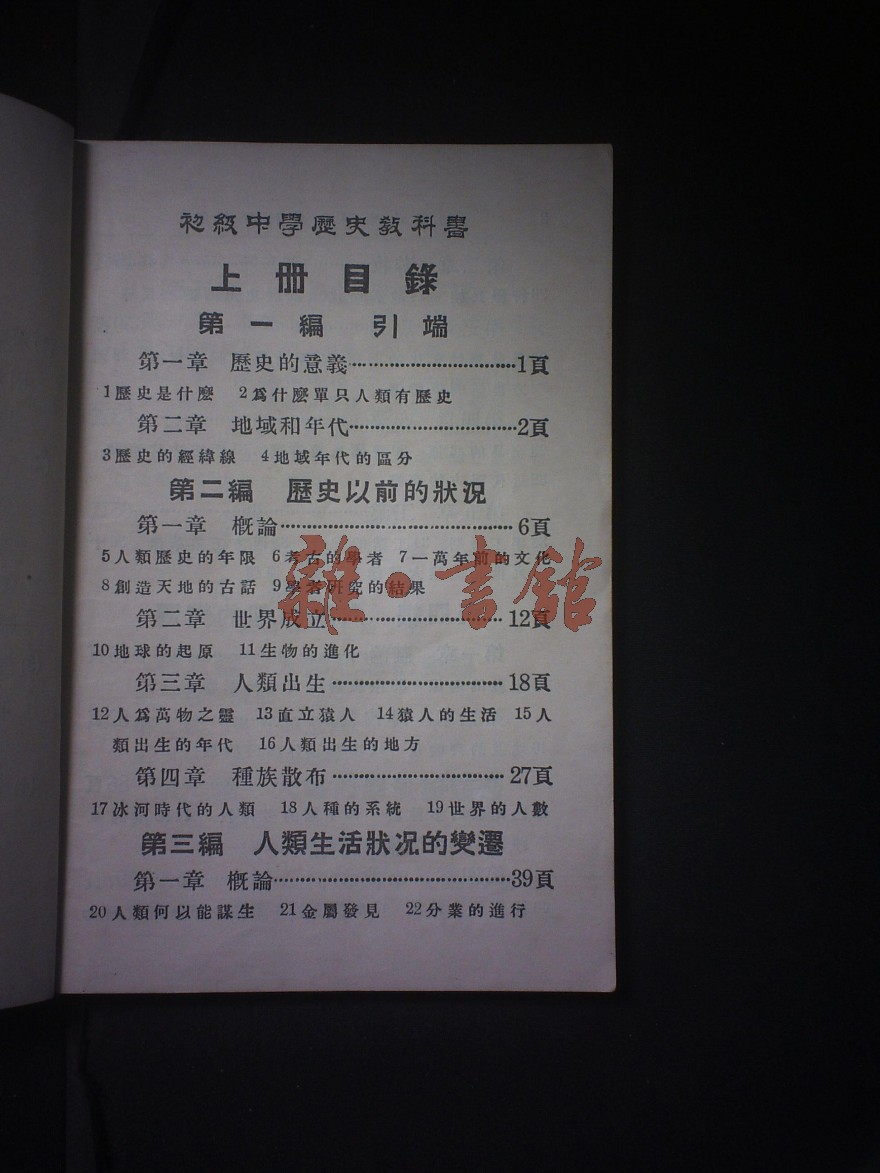 初級中學歷史敎科書
上冊目錄
第一編 引端
第一章 歷史的意義································1頁
1歷史是什麼 2爲什麼單只人類有歷史
第二章 地域和年代································2頁
3歷史的經緯線 4地域年代的區分
第二編 歷史以前的狀況
第一章 槪論································6頁
5人類歷史的年限 6考古的學者 7一萬年前的文化
8創造天地的古話 9學者硏究的結果
第二章 世界成立································12頁
10地球的起原 11生物的進化
第三章 人類出生································18頁
12人爲萬物之靈 13直立猿人 14猿人的生活 15人
類出生的年代 16人類出生的地方
第四章 種族散布································27頁
17冰河時代的人類 18人種的系統 19世界的人數
第三編 人類生活狀况的變遷
第一章 槪論································39頁
20人類何以能謀生 21金屬發見 22分業的進行
雜·書館